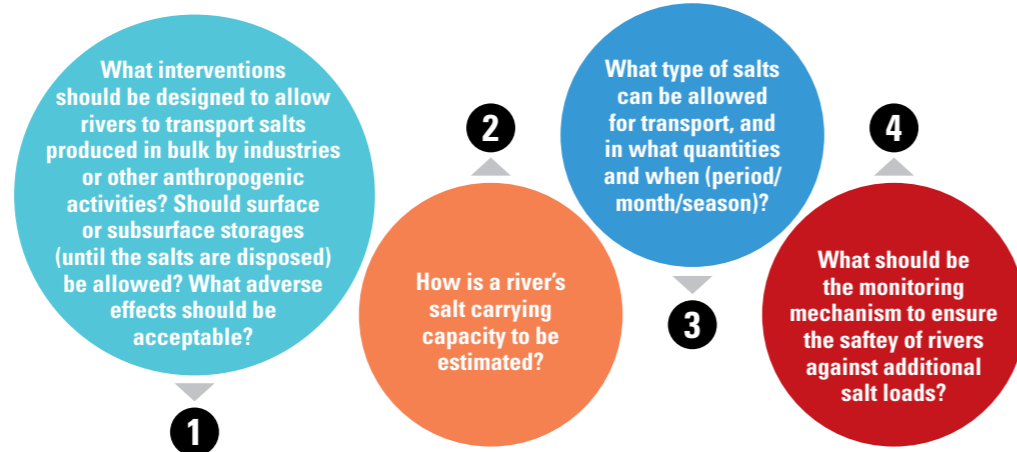 What interventions
should be designed to allow
rivers to transport salts
produced in bulk by industries
or other anthropogenic
activities? Should surface
or subsurface storages
(until the salts are disposed)
be allowed? What adverse
effects should be
acceptable?
1
2
How is a river's
salt carrying
capacity to be
estimated?
What type of salts
can be allowed
for transport, and
in what quantities
and when (period/
month/season)?
3
4
What should be
the monitoring
mechanism to ensure
the saftey of rivers
against additional
salt loads?